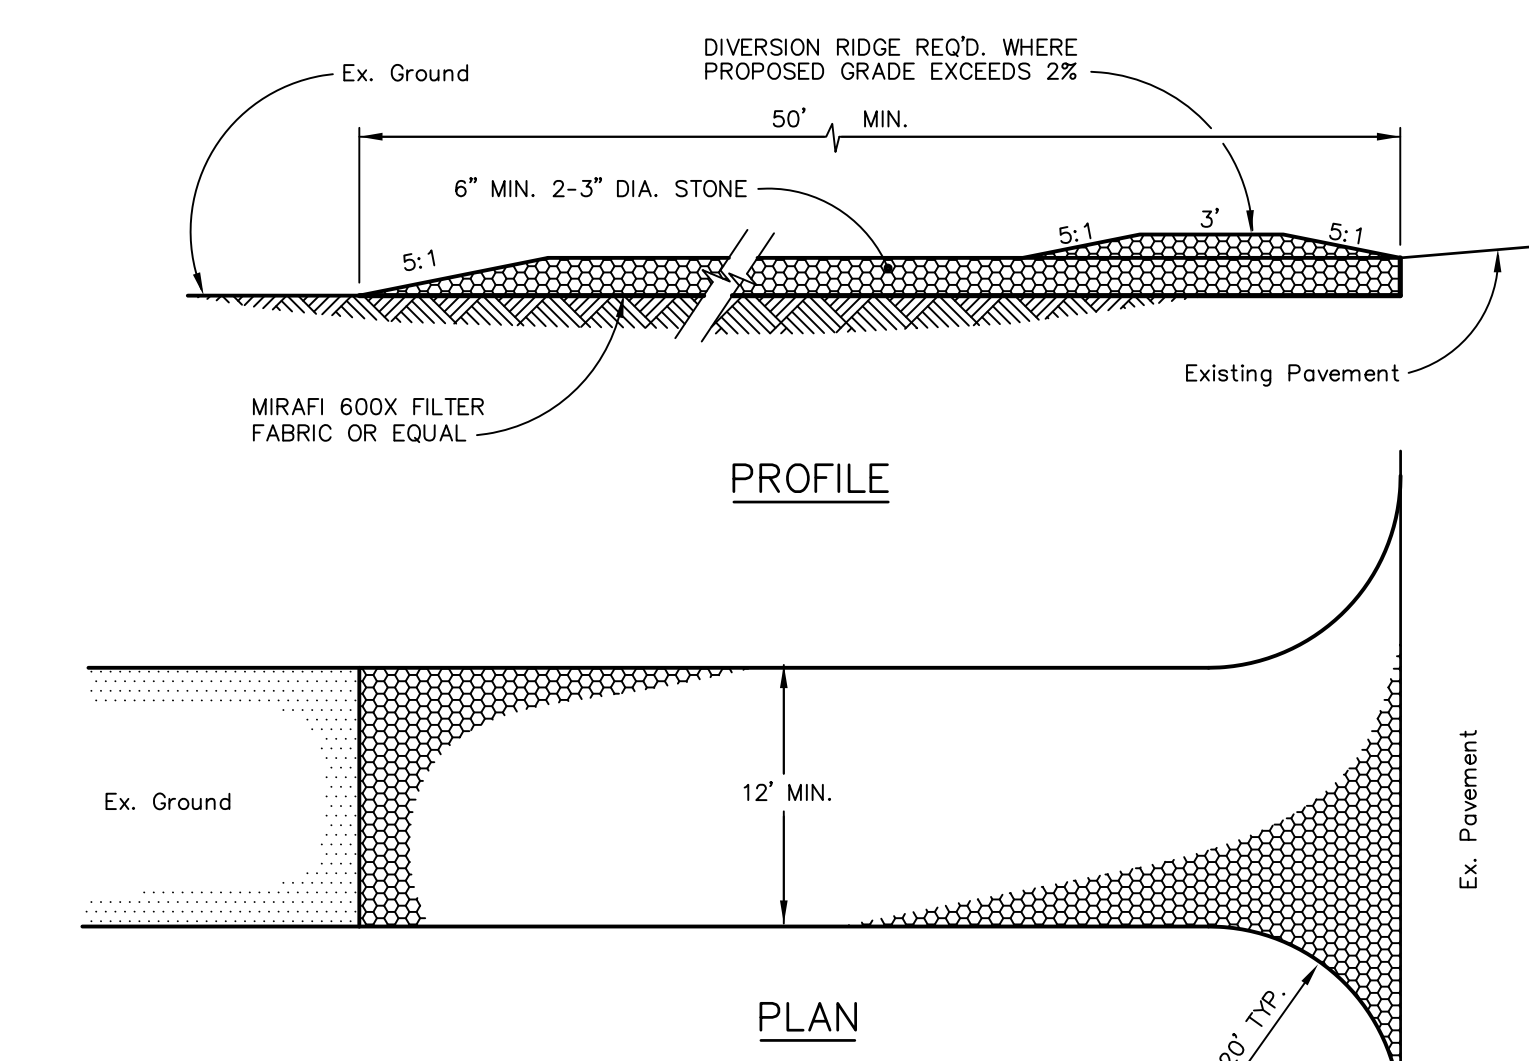 DIVERSION RIDGE REQ'D. WHERE
PROPOSED GRADE EXCEEDS 2%
Ex. Ground
50' MIN.
6" MIN. 2-3" DIA. STONE
5:1
3'
5:1
5:1
Existing Pavement
MIRAFI 600X FILTER
FABRIC OR EQUAL
PROFILE
Ex. Ground
12' MIN.
Ex. Pavement
20' TYP.
PLAN